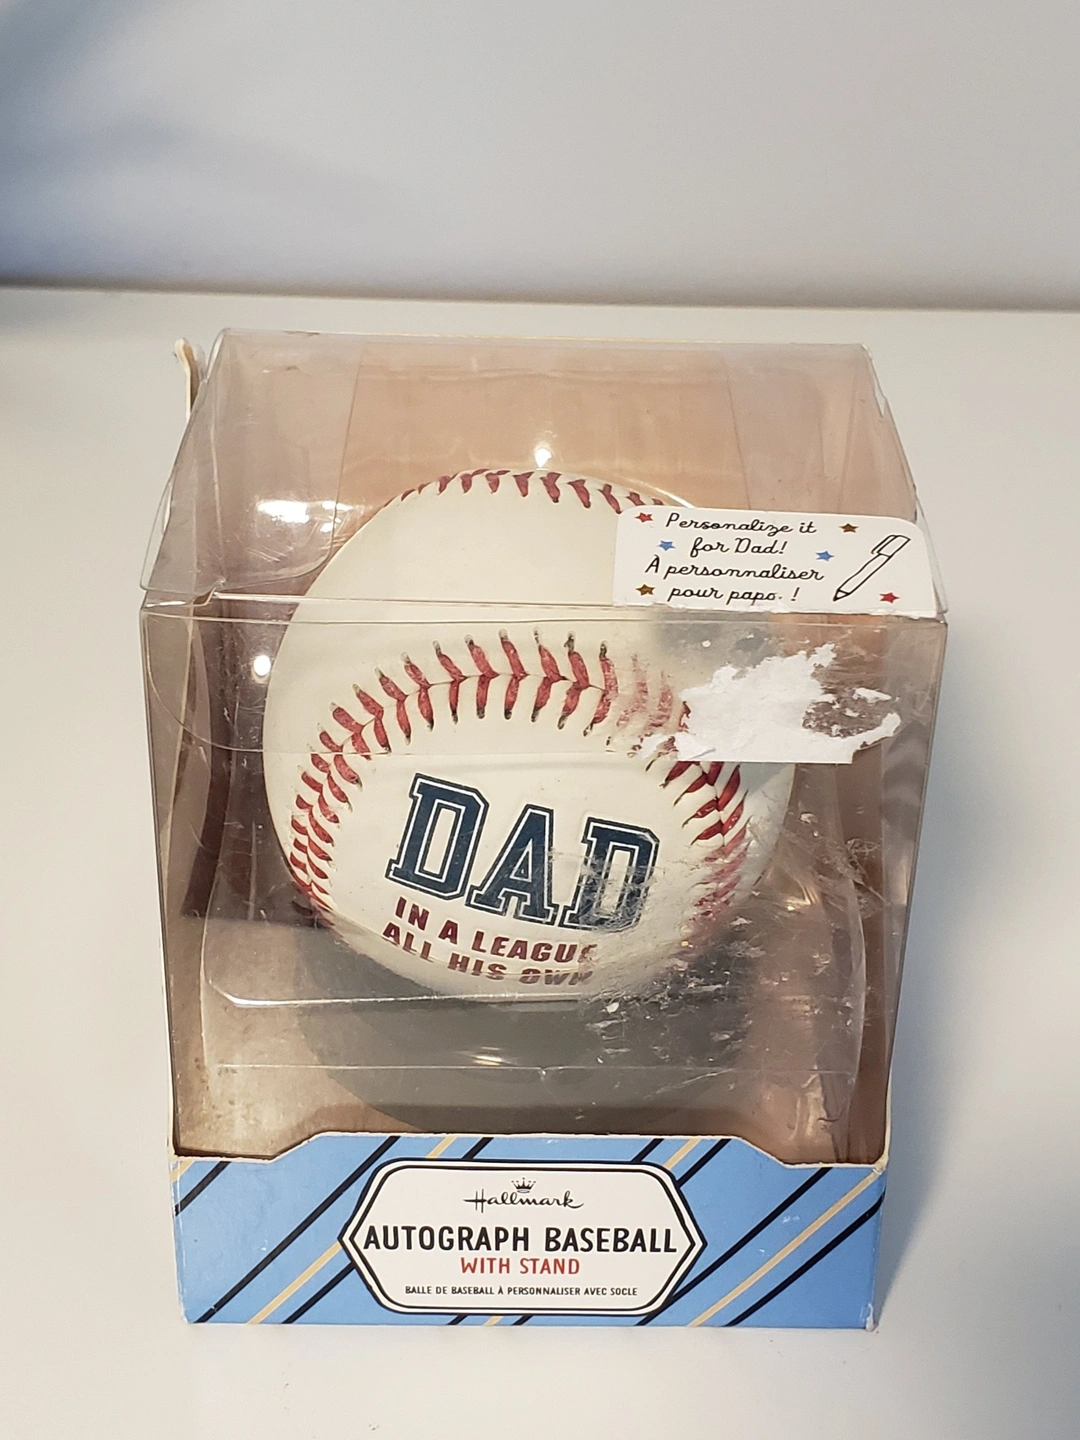 Personalize it
for Dad!
À personnaliser
pour papa !
DAD
IN A LEAGUE
ALL HIS OWN
Hallmark
AUTOGRAPH BASEBALL
WITH STAND
BALLE DE BASEBALL À PERSONNALISER AVEC SOCLE